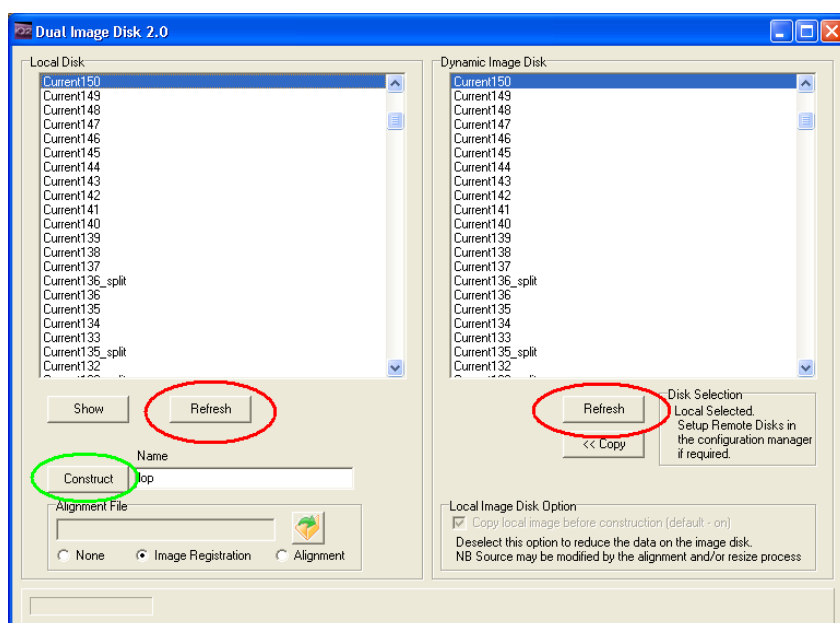 Dual Image Disk 2.0
Local Disk
Current150
Current149
Current148
Current147
Current146
Current145
Current144
Current143
Current142
Current141
Current140
Current139
Current138
Current137
Current136_split
Current136
Current135
Current134
Current133
Current135_split
Current132
Show
Refresh
Name
Construct
lop
Alignment File
None
Image Registration
Alignment
Dynamic Image Disk
Current150
Current149
Current148
Current147
Current146
Current145
Current144
Current143
Current142
Current141
Current140
Current139
Current138
Current137
Current136_split
Current136
Current135
Current134
Current133
Current135_split
Current132
Refresh
<< Copy
Disk Selection
Local Selected.
Setup Remote Disks in
the configuration manager
if required.
Local Image Disk Option
Copy local image before construction (default - on)
Deselect this option to reduce the data on the image disk.
NB Source may be modified by the alignment and/or resize process